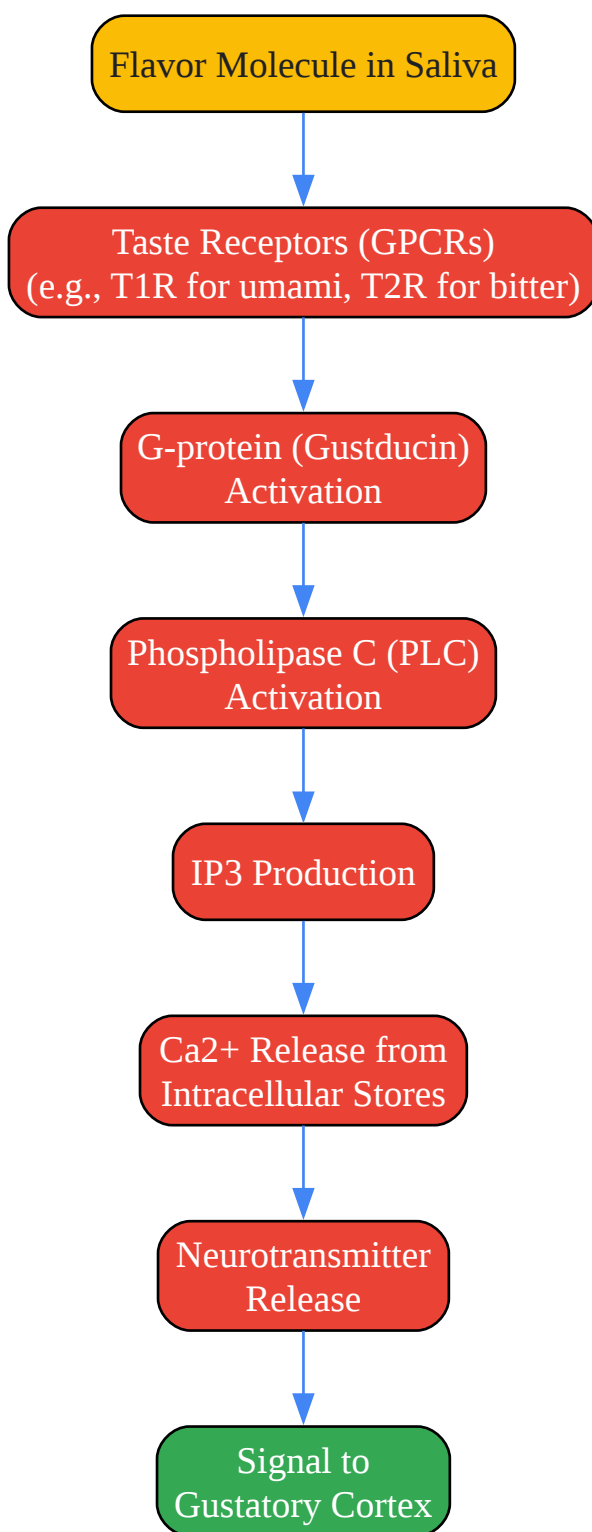 Flavor Molecule in Saliva
Taste Receptors (GPCRs)
(e.g., T1R for umami, T2R for bitter)
G-protein (Gustducin)
Activation
Phospholipase C (PLC)
Activation
IP3 Production
Ca2+ Release from
Intracellular Stores
Neurotransmitter
Release
Signal to
Gustatory Cortex